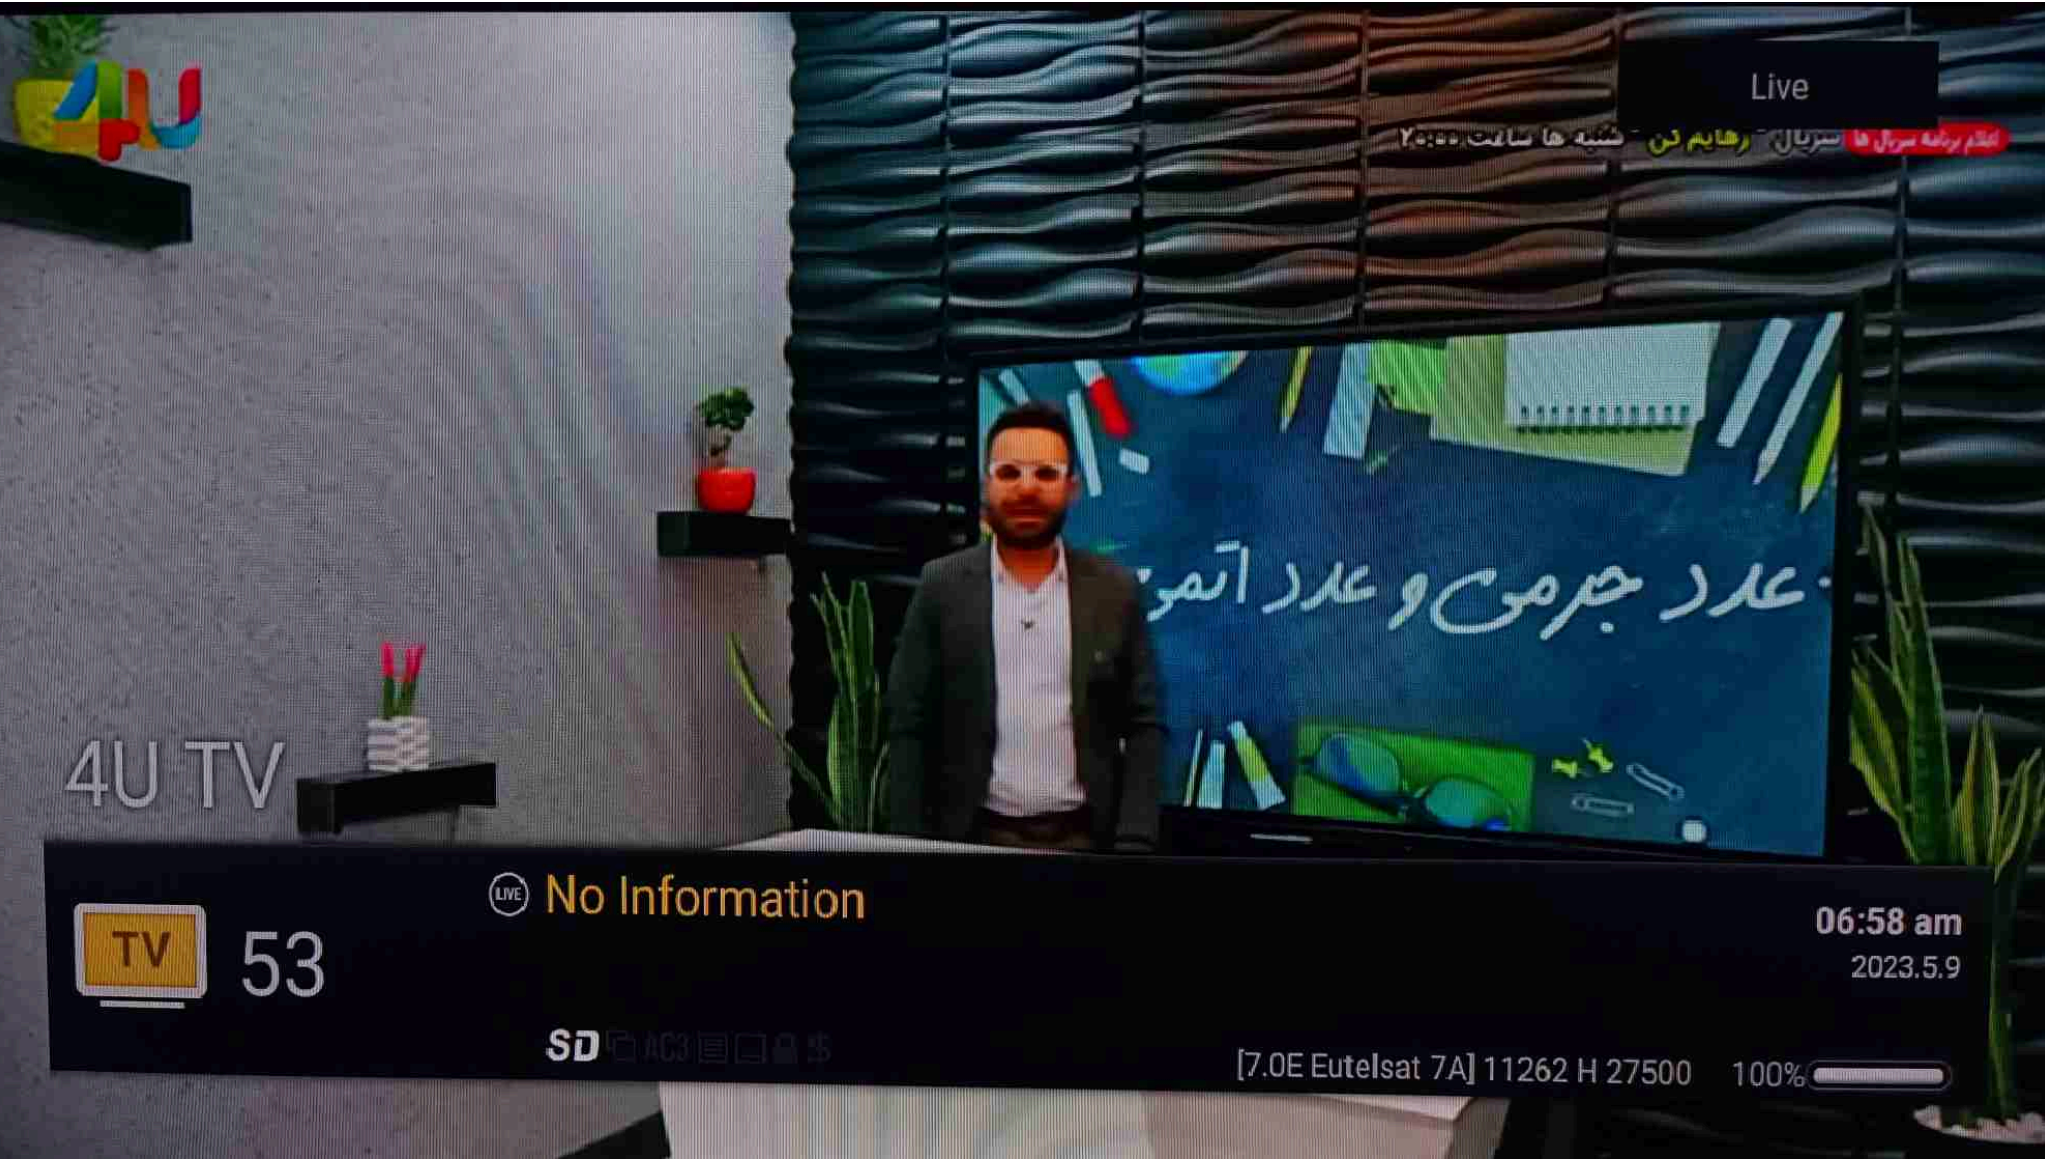 4U
Live
اعلام برنامه سریال ها سریال "رهایم کن" شنبه ها ساعت ۲۰:۰۰
عدد جرمی و عدد اتمی
4U TV
LIVE No Information
TV 53
06:58 am
2023.5.9
SD AC3 $
[7.0E Eutelsat 7A] 11262 H 27500 100%